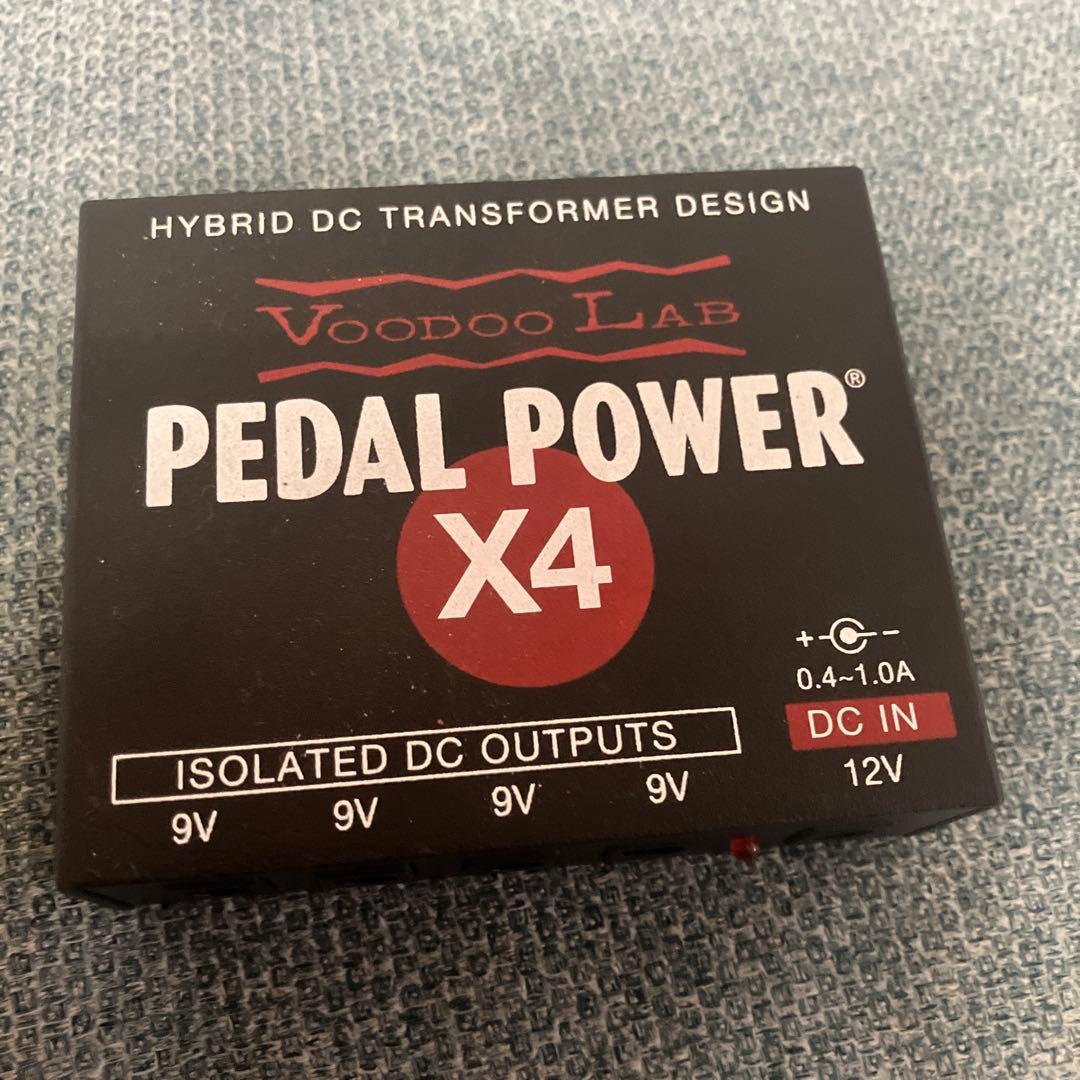 HYBRID DC TRANSFORMER DESIGN
VOODOO LAB
PEDAL POWER®
X4
+ -
0.4~1.0A
DC IN
12V
ISOLATED DC OUTPUTS
9V 9V 9V 9V